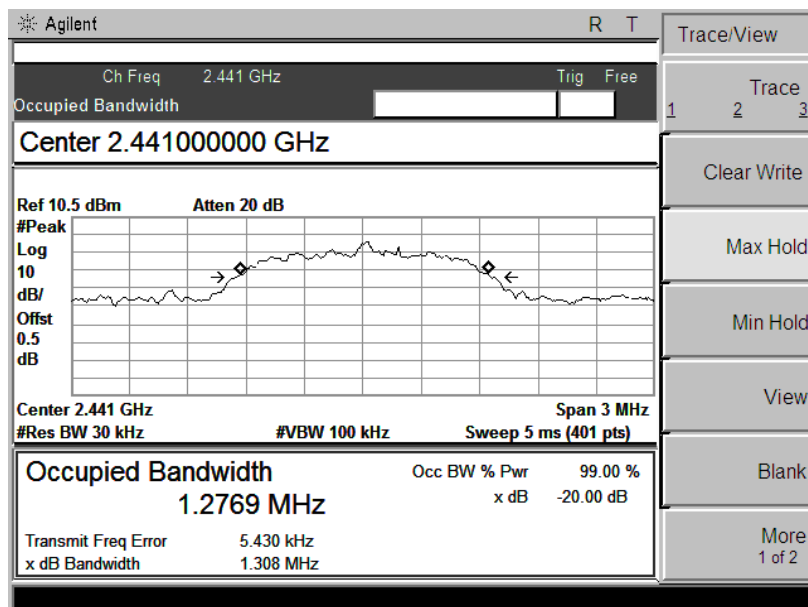 Agilent R T
Trace/View
Ch Freq 2.441 GHz Trig Free
Occupied Bandwidth
Trace
1 2 3
Center 2.441000000 GHz
Clear Write
Ref 10.5 dBm Atten 20 dB
#Peak
Log
10
dB/
Offst
0.5
dB
Max Hold
Min Hold
Center 2.441 GHz Span 3 MHz
#Res BW 30 kHz #VBW 100 kHz Sweep 5 ms (401 pts)
View
Occupied Bandwidth Occ BW % Pwr 99.00 %
1.2769 MHz x dB -20.00 dB
Transmit Freq Error 5.430 kHz
x dB Bandwidth 1.308 MHz
Blank
More
1 of 2